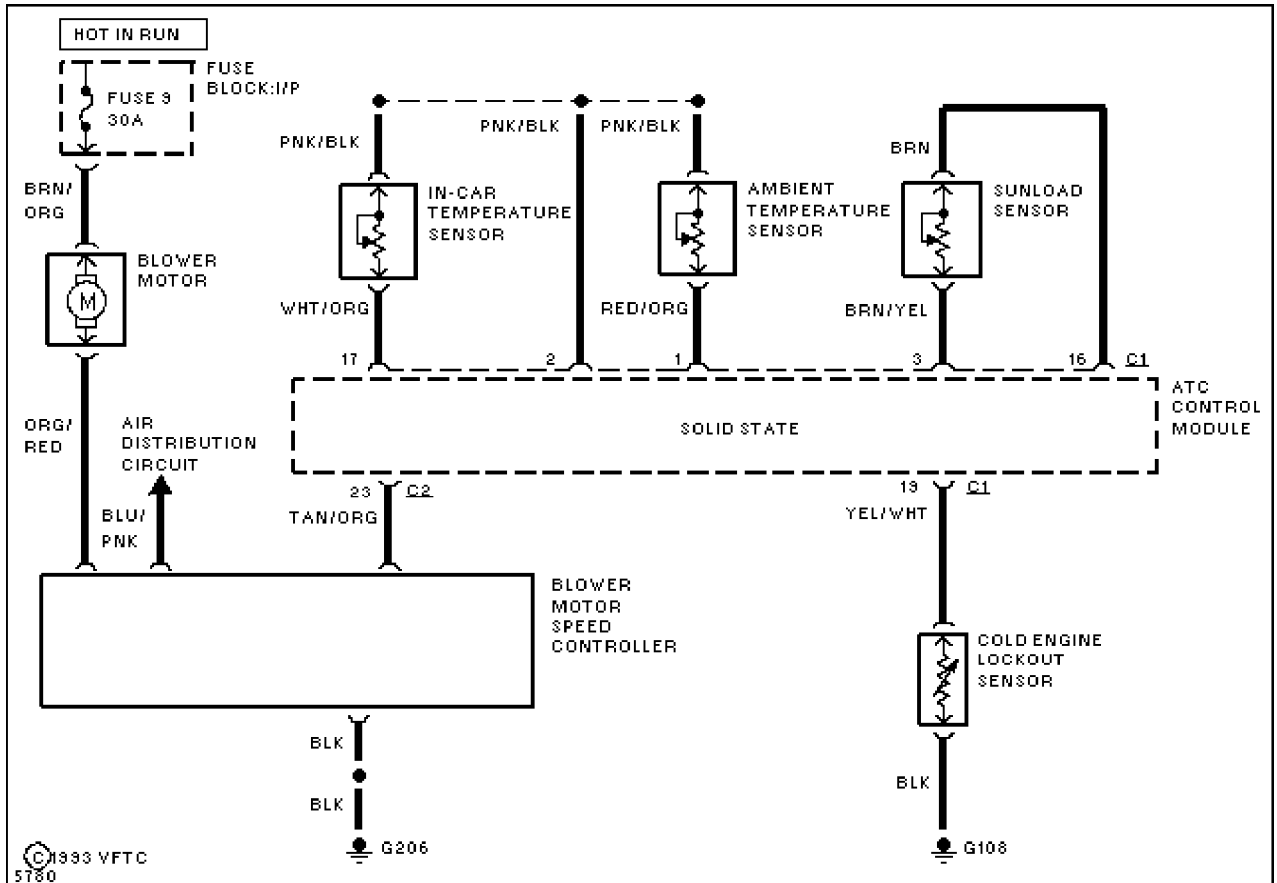 HOT IN RUN
FUSE
BLOCK:I/P
FUSE 9
30A
BRN/
ORG
BLOWER
MOTOR
M
ORG/
RED
AIR
DISTRIBUTION
CIRCUIT
BLU/
PNK
PNK/BLK
PNK/BLK
PNK/BLK
BRN
IN-CAR
TEMPERATURE
SENSOR
AMBIENT
TEMPERATURE
SENSOR
SUNLOAD
SENSOR
WHT/ORG
RED/ORG
BRN/YEL
17
2
1
3
16
C1
SOLID STATE
ATC
CONTROL
MODULE
23
C2
19
C1
TAN/ORG
YEL/WHT
BLOWER
MOTOR
SPEED
CONTROLLER
COLD ENGINE
LOCKOUT
SENSOR
BLK
BLK
G206
BLK
G108
©1993 VFTC
5780